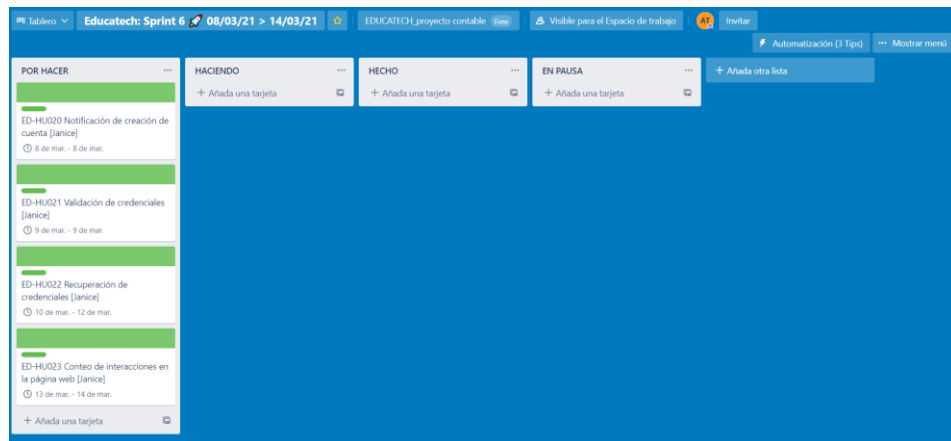 Tablero
Educatech: Sprint 6 🚀 08/03/21 > 14/03/21
EDUCATECH_proyecto contable Free
Visible para el Espacio de trabajo
AT
Invitar
Automatización (3 Tips)
··· Mostrar menú
POR HACER ···
ED-HU020 Notificación de creación de
cuenta [Janice]
8 de mar. - 8 de mar.
ED-HU021 Validación de credenciales
[Janice]
9 de mar. - 9 de mar.
ED-HU022 Recuperación de
credenciales [Janice]
10 de mar. - 12 de mar.
ED-HU023 Conteo de interacciones en
la página web [Janice]
13 de mar. - 14 de mar.
+ Añada una tarjeta
HACIENDO ···
+ Añada una tarjeta
HECHO ···
+ Añada una tarjeta
EN PAUSA ···
+ Añada una tarjeta
+ Añada otra lista